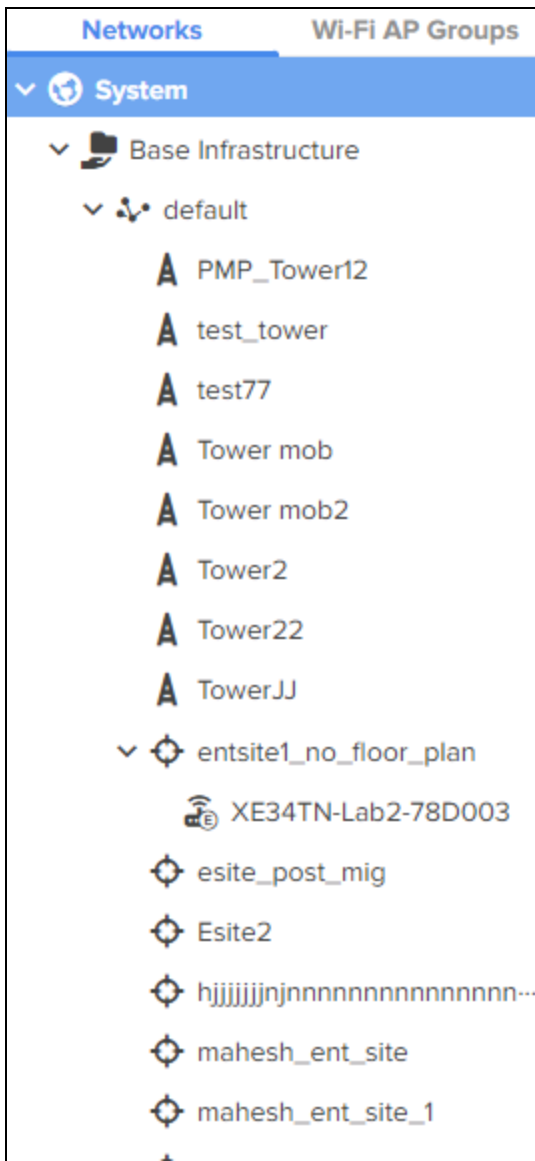 Networks Wi-Fi AP Groups
System
Base Infrastructure
default
PMP_Tower12
test_tower
test77
Tower mob
Tower mob2
Tower2
Tower22
TowerJJ
entsite1_no_floor_plan
E XE34TN-Lab2-78D003
esite_post_mig
Esite2
mahesh_ent_site
mahesh_ent_site_1